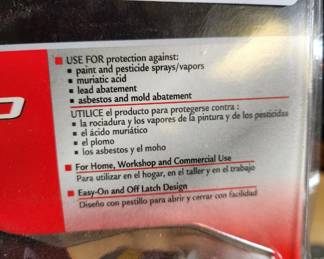 USE FOR protection against:
paint and pesticide sprays/vapors
muriatic acid
lead abatement
asbestos and mold abatement
UTILICE el producto para protegerse contra :
la rociadura y los vapores de la pintura y de los pesticidas
el ácido muriático
el plomo
los asbestos y el moho
For Home, Workshop and Commercial Use
Para utilizar en el hogar, en el taller y en el trabajo
Easy-On and Off Latch Design
Diseño con pestillo para abrir y cerrar con facilidad